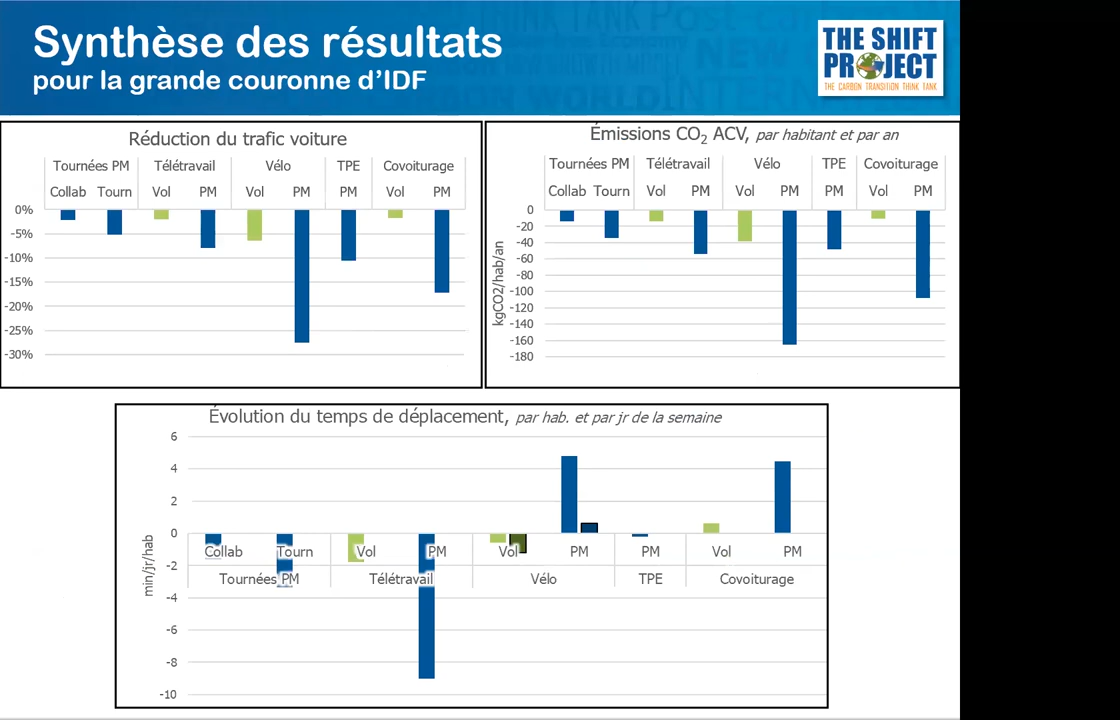 Synthèse des résultats
pour la grande couronne d'IDF
THE SHIFT
PROJECT
THE CARBON TRANSITION THINK TANK
THINK TANK Post
NEW
WORLD
Réduction du trafic voiture
Tournées PM Télétravail Vélo TPE Covoiturage
Collab Tourn Vol PM Vol PM PM Vol PM
0%
-5%
-10%
-15%
-20%
-25%
-30%
Émissions CO2 ACV, par habitant et par an
Tournées PM Télétravail Vélo TPE Covoiturage
Collab Tourn Vol PM Vol PM PM Vol PM
kgCO2/hab/an
0
-20
-40
-60
-80
-100
-120
-140
-160
-180
Évolution du temps de déplacement, par hab. et par jr de la semaine
min/jr/hab
6
4
2
0
-2
-4
-6
-8
-10
Collab Tourn Vol PM Vol PM PM Vol PM
Tournées PM Télétravail Vélo TPE Covoiturage